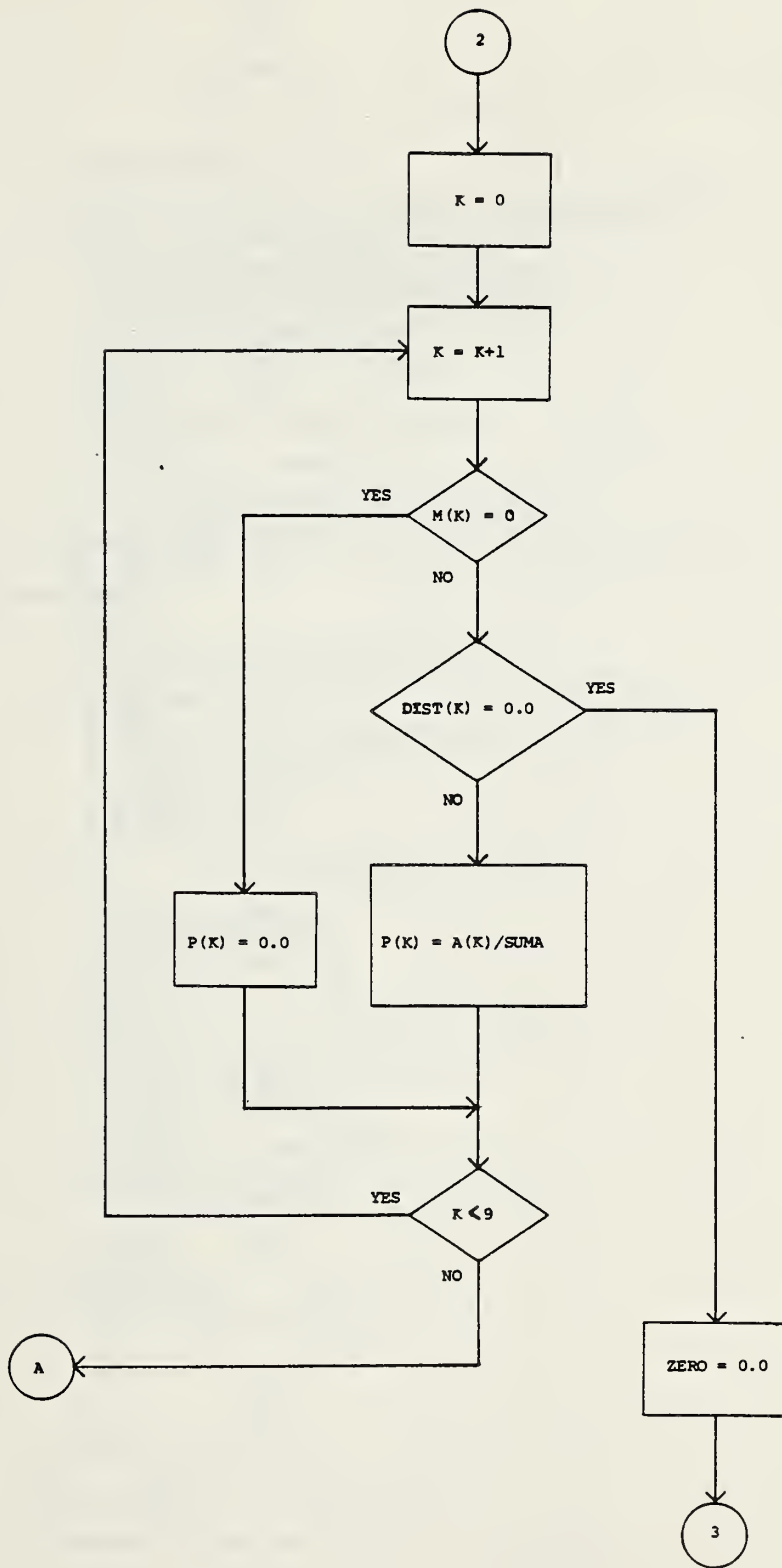 2
K = 0
K = K+1
YES
M(K) = 0
NO
DIST(K) = 0.0
YES
NO
P(K) = 0.0
P(K) = A(K)/SUMA
YES
K < 9
NO
A
ZERO = 0.0
3